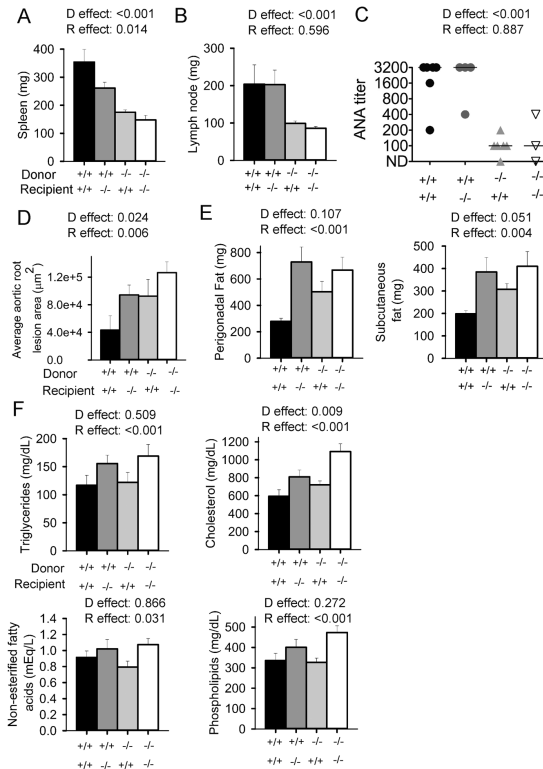 A
D effect: <0.001
R effect: 0.014
Spleen (mg)
400
300
200
100
0
Donor
+/+ +/+ -/- -/-
Recipient
+/+ -/- +/+ -/-
B
D effect: <0.001
R effect: 0.596
Lymph node (mg)
400
300
200
100
0
+/+ +/+ -/- -/-
+/+ -/- +/+ -/-
C
D effect: <0.001
R effect: 0.887
ANA titer
3200
1600
800
400
200
100
ND
+/+ +/+ -/- -/-
+/+ -/- +/+ -/-
D
D effect: 0.024
R effect: 0.006
Average aortic root
lesion area (μm2)
1.2e+5
8.0e+4
4.0e+4
0.0
Donor
+/+ +/+ -/- -/-
Recipient
+/+ -/- +/+ -/-
E
D effect: 0.107
R effect: <0.001
Perigonadal Fat (mg)
800
600
400
200
0
+/+ +/+ -/- -/-
+/+ -/- +/+ -/-
D effect: 0.051
R effect: 0.004
Subcutaneous
fat (mg)
400
300
200
100
0
+/+ +/+ -/- -/-
+/+ -/- +/+ -/-
F
D effect: 0.509
R effect: <0.001
Triglycerides (mg/dL)
200
150
100
50
0
Donor
+/+ +/+ -/- -/-
Recipient
+/+ -/- +/+ -/-
D effect: 0.009
R effect: <0.001
Cholesterol (mg/dL)
1200
1000
800
600
400
200
0
+/+ +/+ -/- -/-
+/+ -/- +/+ -/-
D effect: 0.866
R effect: 0.031
Non-esterified fatty
acids (mEq/L)
1.4
1.2
1.0
0.8
0.6
0.4
0.2
0.0
+/+ +/+ -/- -/-
+/+ -/- +/+ -/-
D effect: 0.272
R effect: <0.001
Phospholipids (mg/dL)
500
400
300
200
100
0
+/+ +/+ -/- -/-
+/+ -/- +/+ -/-